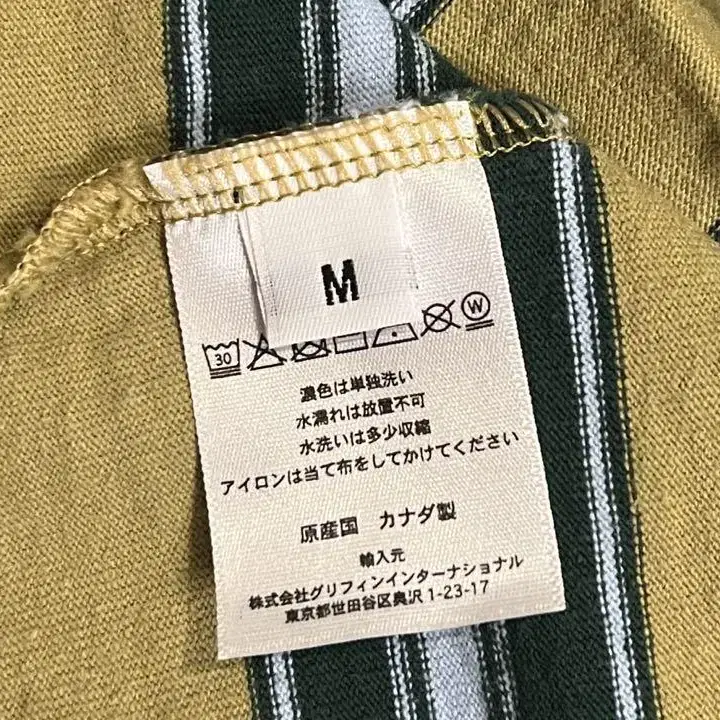 M
30 W
濃色は単独洗い
水濡れは放置不可
水洗いは多少収縮
アイロンは当て布をしてかけてください
原産国 カナダ製
輸入元
株式会社グリフィンインターナショナル
東京都世田谷区奥沢1-23-17